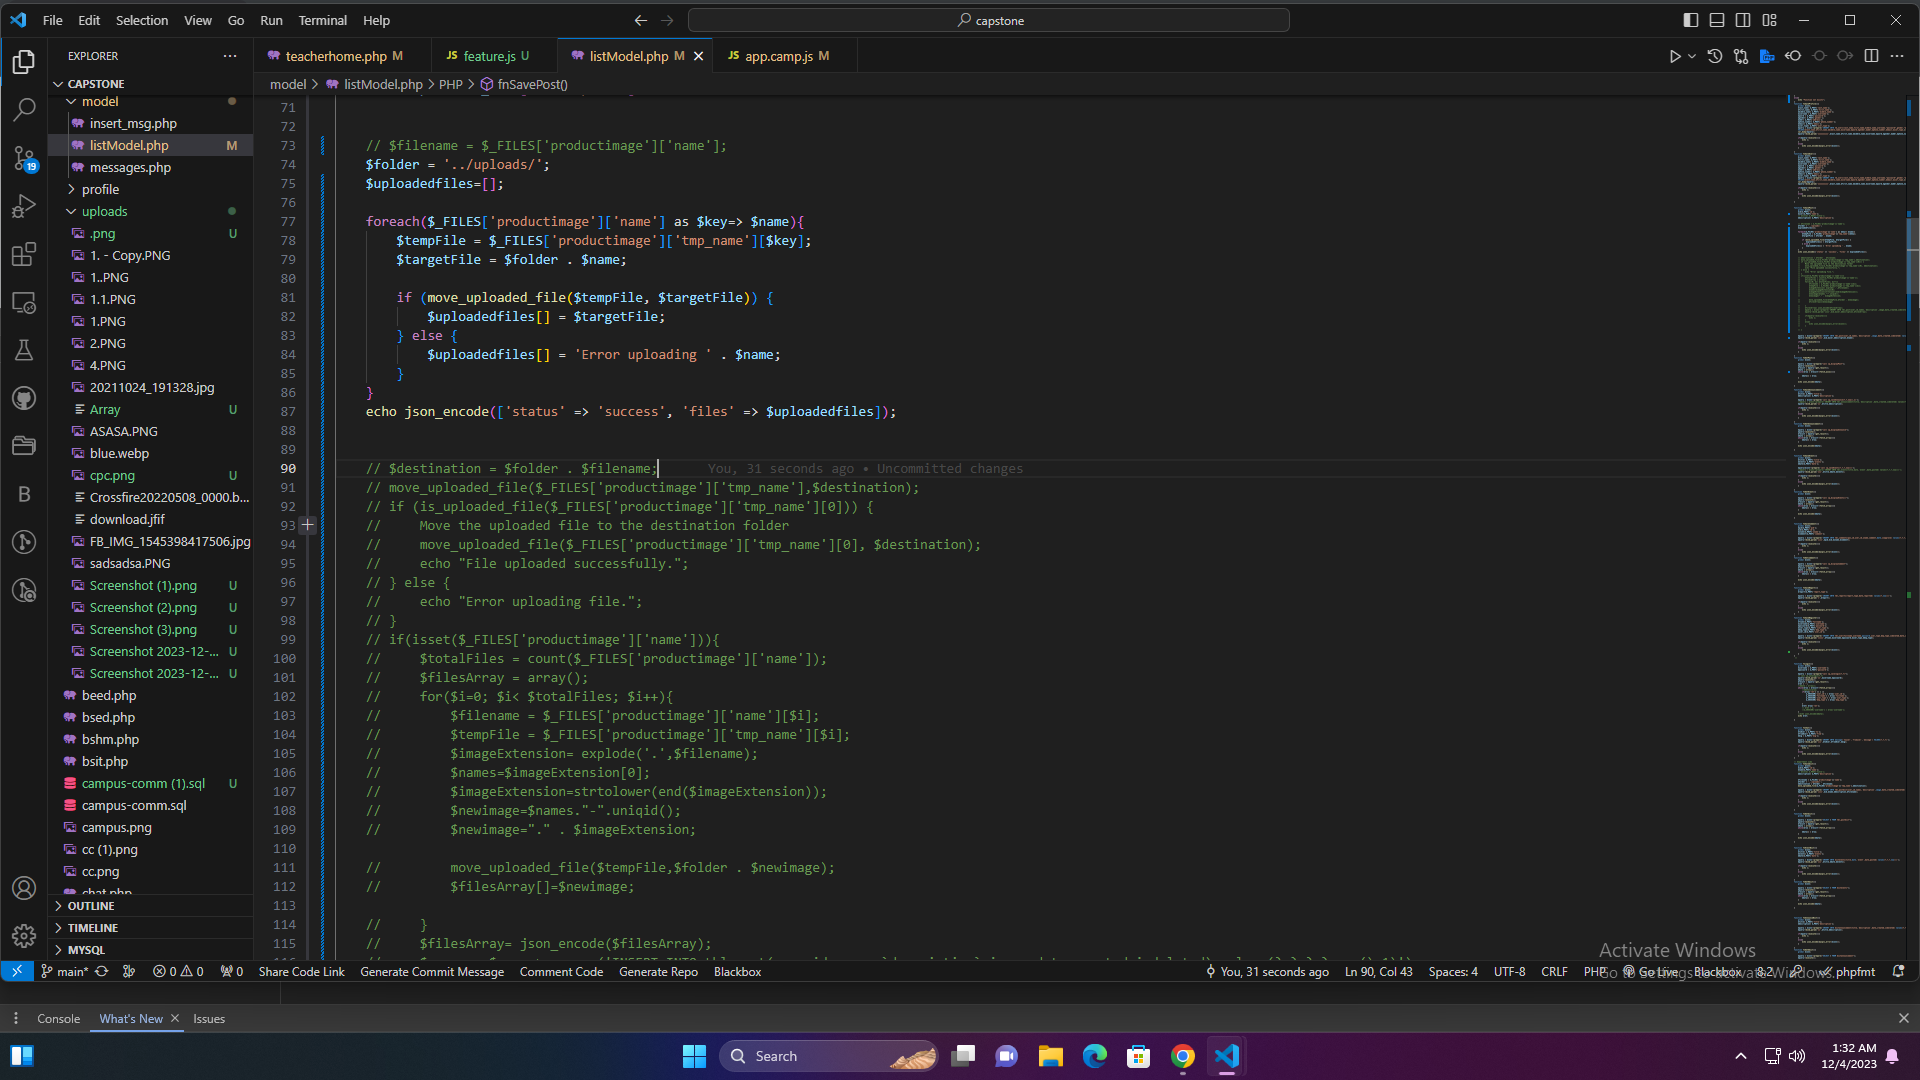 File Edit Selection View Go Run Terminal Help
capstone
EXPLORER
CAPSTONE
model
insert_msg.php
listModel.php M
messages.php
profile
uploads
.png U
1. - Copy.PNG
1..PNG
1.1.PNG
1.PNG
2.PNG
4.PNG
20211024_191328.jpg
Array U
ASASA.PNG
blue.webp
cpc.png U
Crossfire20220508_0000.b...
download.jfif
FB_IMG_1545398417506.jpg
sadsadsa.PNG
Screenshot (1).png U
Screenshot (2).png U
Screenshot (3).png U
Screenshot 2023-12-... U
Screenshot 2023-12-... U
beed.php
bsed.php
bshm.php
bsit.php
campus-comm (1).sql U
campus-comm.sql
campus.png
cc (1).png
cc.png
chat.php
OUTLINE
TIMELINE
MYSQL
19
B
teacherhome.php M
JS feature.js U
listModel.php M
JS app.camp.js M
model > listModel.php > PHP > fnSavePost()
71
72
73 // $filename = $_FILES['productimage']['name'];
74 $folder = '../uploads/';
75 $uploadedfiles=[];
76
77 foreach($_FILES['productimage']['name'] as $key=> $name){
78 $tempFile = $_FILES['productimage']['tmp_name'][$key];
79 $targetFile = $folder . $name;
80
81 if (move_uploaded_file($tempFile, $targetFile)) {
82 $uploadedfiles[] = $targetFile;
83 } else {
84 $uploadedfiles[] = 'Error uploading ' . $name;
85 }
86 }
87 echo json_encode(['status' => 'success', 'files' => $uploadedfiles]);
88
89
90 // $destination = $folder . $filename; You, 31 seconds ago • Uncommitted changes
91 // move_uploaded_file($_FILES['productimage']['tmp_name'],$destination);
92 // if (is_uploaded_file($_FILES['productimage']['tmp_name'][0])) {
93 // Move the uploaded file to the destination folder
94 // move_uploaded_file($_FILES['productimage']['tmp_name'][0], $destination);
95 // echo "File uploaded successfully.";
96 // } else {
97 // echo "Error uploading file.";
98 // }
99 // if(isset($_FILES['productimage']['name'])){
100 // $totalFiles = count($_FILES['productimage']['name']);
101 // $filesArray = array();
102 // for($i=0; $i< $totalFiles; $i++){
103 // $filename = $_FILES['productimage']['name'][$i];
104 // $tempFile = $_FILES['productimage']['tmp_name'][$i];
105 // $imageExtension= explode('.',$filename);
106 // $names=$imageExtension[0];
107 // $imageExtension=strtolower(end($imageExtension));
108 // $newimage=$names."-".uniqid();
109 // $newimage="." . $imageExtension;
110
111 // move_uploaded_file($tempFile,$folder . $newimage);
112 // $filesArray[]=$newimage;
113
114 // }
115 // $filesArray= json_encode($filesArray);
Activate Windows
Go to Settings to activate Windows.
main* 0 0 0 Share Code Link Generate Commit Message Comment Code Generate Repo Blackbox
You, 31 seconds ago Ln 90, Col 43 Spaces: 4 UTF-8 CRLF PHP Go Live Blackbox 8.2 phpfmt
Console What's New Issues
Search
1:32 AM
12/4/2023